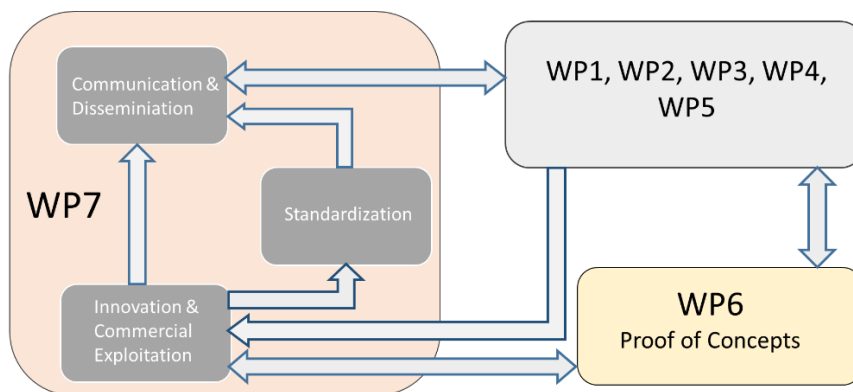 Communication &
Disseminiation
WP1, WP2, WP3, WP4,
WP5
WP7
Standardization
Innovation &
Commercial
Exploitation
WP6
Proof of Concepts